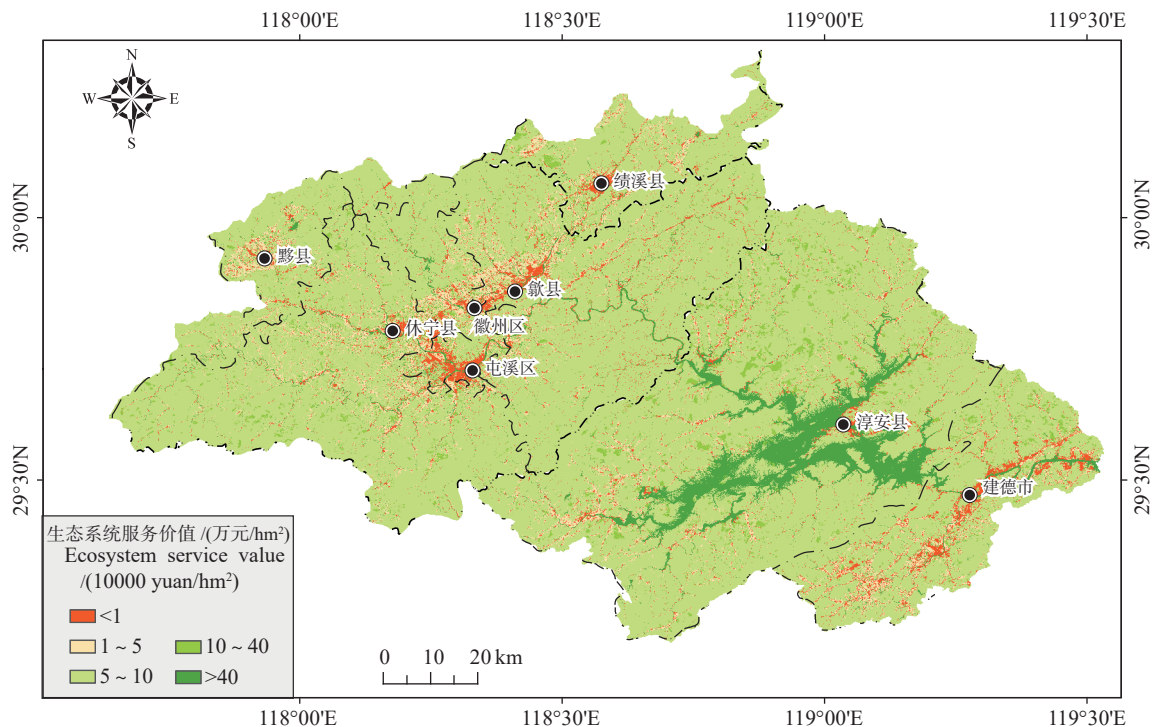 118°00'E 118°30'E 119°00'E 119°30'E
N
W E
S
30°00'N
30°00'N
29°30'N
29°30'N
绩溪县
黟县
歙县
徽州区
休宁县
屯溪区
淳安县
建德市
生态系统服务价值 /(万元/hm²)
Ecosystem service value
/(10000 yuan/hm²)
<1
1 ~ 5 10 ~ 40
5 ~ 10 >40
0 10 20 km
118°00'E 118°30'E 119°00'E 119°30'E